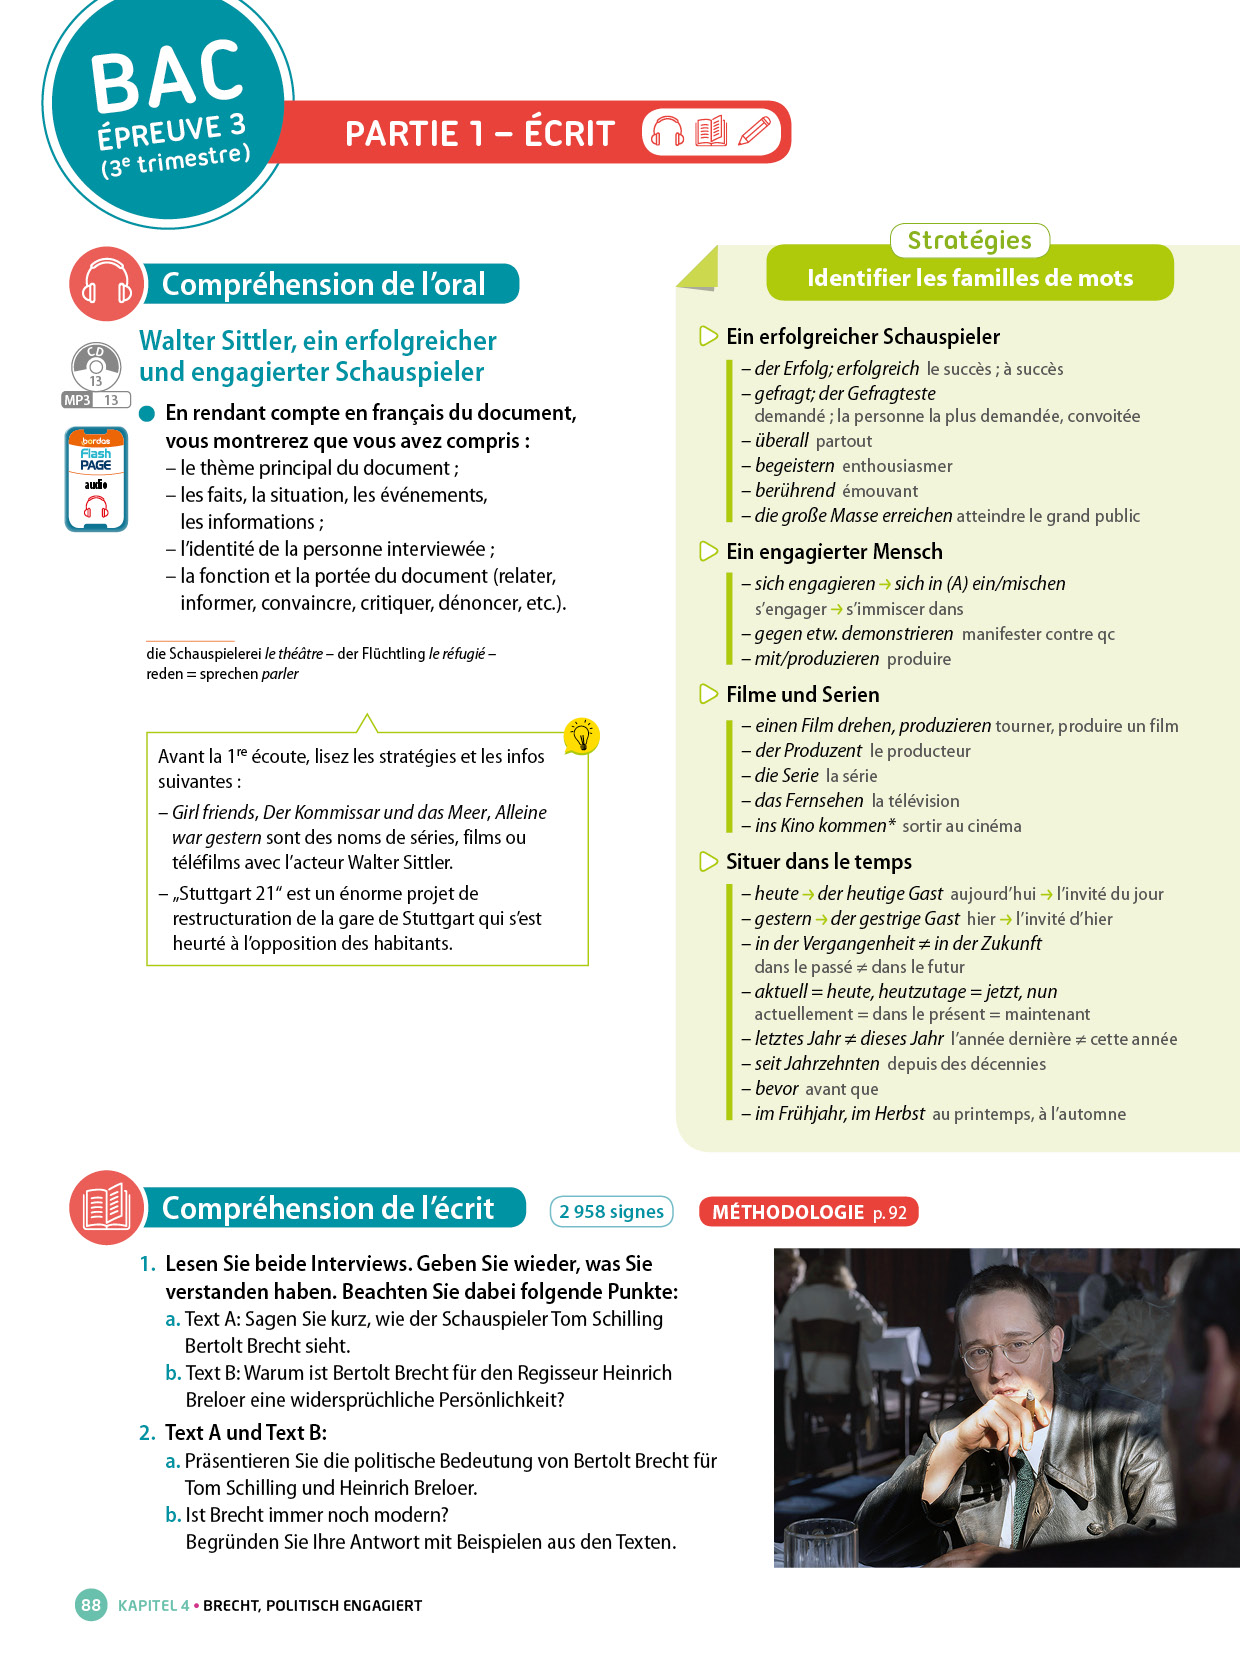 BAC
ÉPREUVE 3
(3e trimestre)
PARTIE 1 – ÉCRIT
Compréhension de l'oral
CD
13
MP3 13
.bordas
Flash
PAGE
audio
Walter Sittler, ein erfolgreicher
und engagierter Schauspieler
● En rendant compte en français du document,
vous montrerez que vous avez compris :
– le thème principal du document ;
– les faits, la situation, les événements,
les informations ;
– l'identité de la personne interviewée ;
– la fonction et la portée du document (relater,
informer, convaincre, critiquer, dénoncer, etc.).
die Schauspielerei le théâtre – der Flüchtling le réfugié –
reden = sprechen parler
Avant la 1re écoute, lisez les stratégies et les infos
suivantes :
– Girl friends, Der Kommissar und das Meer, Alleine
war gestern sont des noms de séries, films ou
téléfilms avec l'acteur Walter Sittler.
– „Stuttgart 21“ est un énorme projet de
restructuration de la gare de Stuttgart qui s'est
heurté à l'opposition des habitants.
Stratégies
Identifier les familles de mots
Ein erfolgreicher Schauspieler
– der Erfolg; erfolgreich le succès ; à succès
– gefragt; der Gefragteste
demandé ; la personne la plus demandée, convoitée
– überall partout
– begeistern enthousiasmer
– berührend émouvant
– die große Masse erreichen atteindre le grand public
Ein engagierter Mensch
– sich engagieren → sich in (A) ein/mischen
s'engager → s'immiscer dans
– gegen etw. demonstrieren manifester contre qc
– mit/produzieren produire
Filme und Serien
– einen Film drehen, produzieren tourner, produire un film
– der Produzent le producteur
– die Serie la série
– das Fernsehen la télévision
– ins Kino kommen* sortir au cinéma
Situer dans le temps
– heute → der heutige Gast aujourd'hui → l'invité du jour
– gestern → der gestrige Gast hier → l'invité d'hier
– in der Vergangenheit ≠ in der Zukunft
dans le passé ≠ dans le futur
– aktuell = heute, heutzutage = jetzt, nun
actuellement = dans le présent = maintenant
– letztes Jahr ≠ dieses Jahr l'année dernière ≠ cette année
– seit Jahrzehnten depuis des décennies
– bevor avant que
– im Frühjahr, im Herbst au printemps, à l'automne
Compréhension de l'écrit
2 958 signes
MÉTHODOLOGIE p. 92
1. Lesen Sie beide Interviews. Geben Sie wieder, was Sie
verstanden haben. Beachten Sie dabei folgende Punkte:
a. Text A: Sagen Sie kurz, wie der Schauspieler Tom Schilling
Bertolt Brecht sieht.
b. Text B: Warum ist Bertolt Brecht für den Regisseur Heinrich
Breloer eine widersprüchliche Persönlichkeit?
2. Text A und Text B:
a. Präsentieren Sie die politische Bedeutung von Bertolt Brecht für
Tom Schilling und Heinrich Breloer.
b. Ist Brecht immer noch modern?
Begründen Sie Ihre Antwort mit Beispielen aus den Texten.
88 KAPITEL 4 • BRECHT, POLITISCH ENGAGIERT